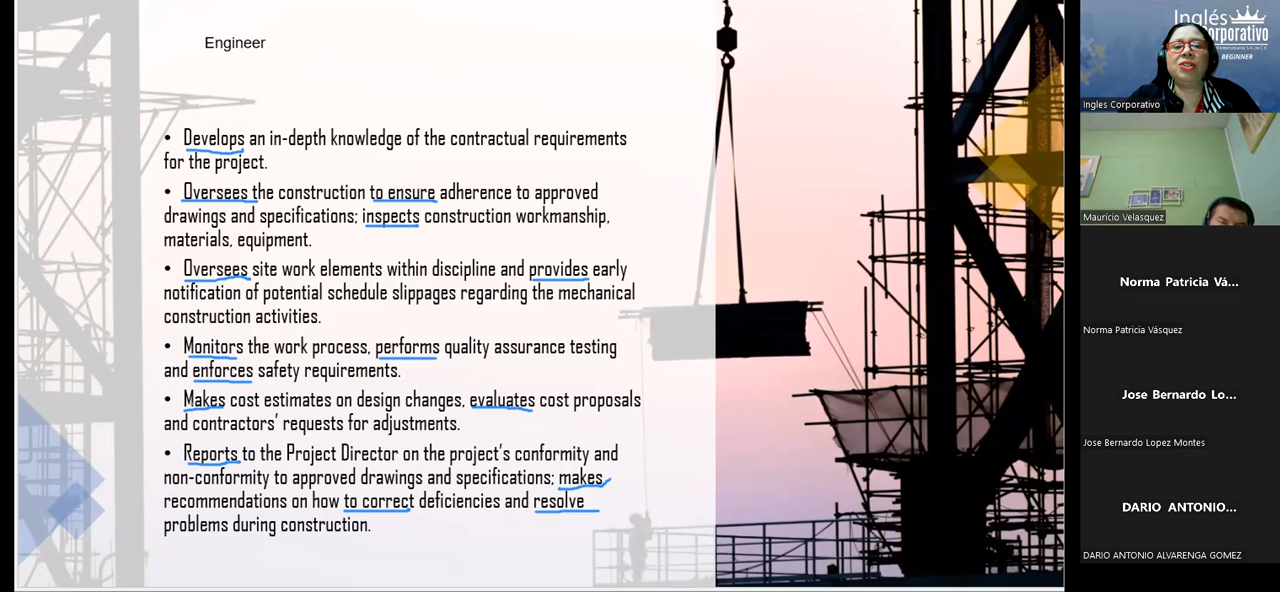 Engineer
• Develops an in-depth knowledge of the contractual requirements
for the project.
• Oversees the construction to ensure adherence to approved
drawings and specifications; inspects construction workmanship,
materials, equipment.
• Oversees site work elements within discipline and provides early
notification of potential schedule slippages regarding the mechanical
construction activities.
• Monitors the work process, performs quality assurance testing
and enforces safety requirements.
• Makes cost estimates on design changes, evaluates cost proposals
and contractors' requests for adjustments.
• Reports to the Project Director on the project's conformity and
non-conformity to approved drawings and specifications; makes
recommendations on how to correct deficiencies and resolve
problems during construction.
Inglés
Corporativo
BEGINNER
Ingles Corporativo
Mauricio Velasquez
Norma Patricia Vá...
Norma Patricia Vásquez
Jose Bernardo Lo...
Jose Bernardo Lopez Montes
DARIO ANTONIO...
DARIO ANTONIO ALVARENGA GOMEZ